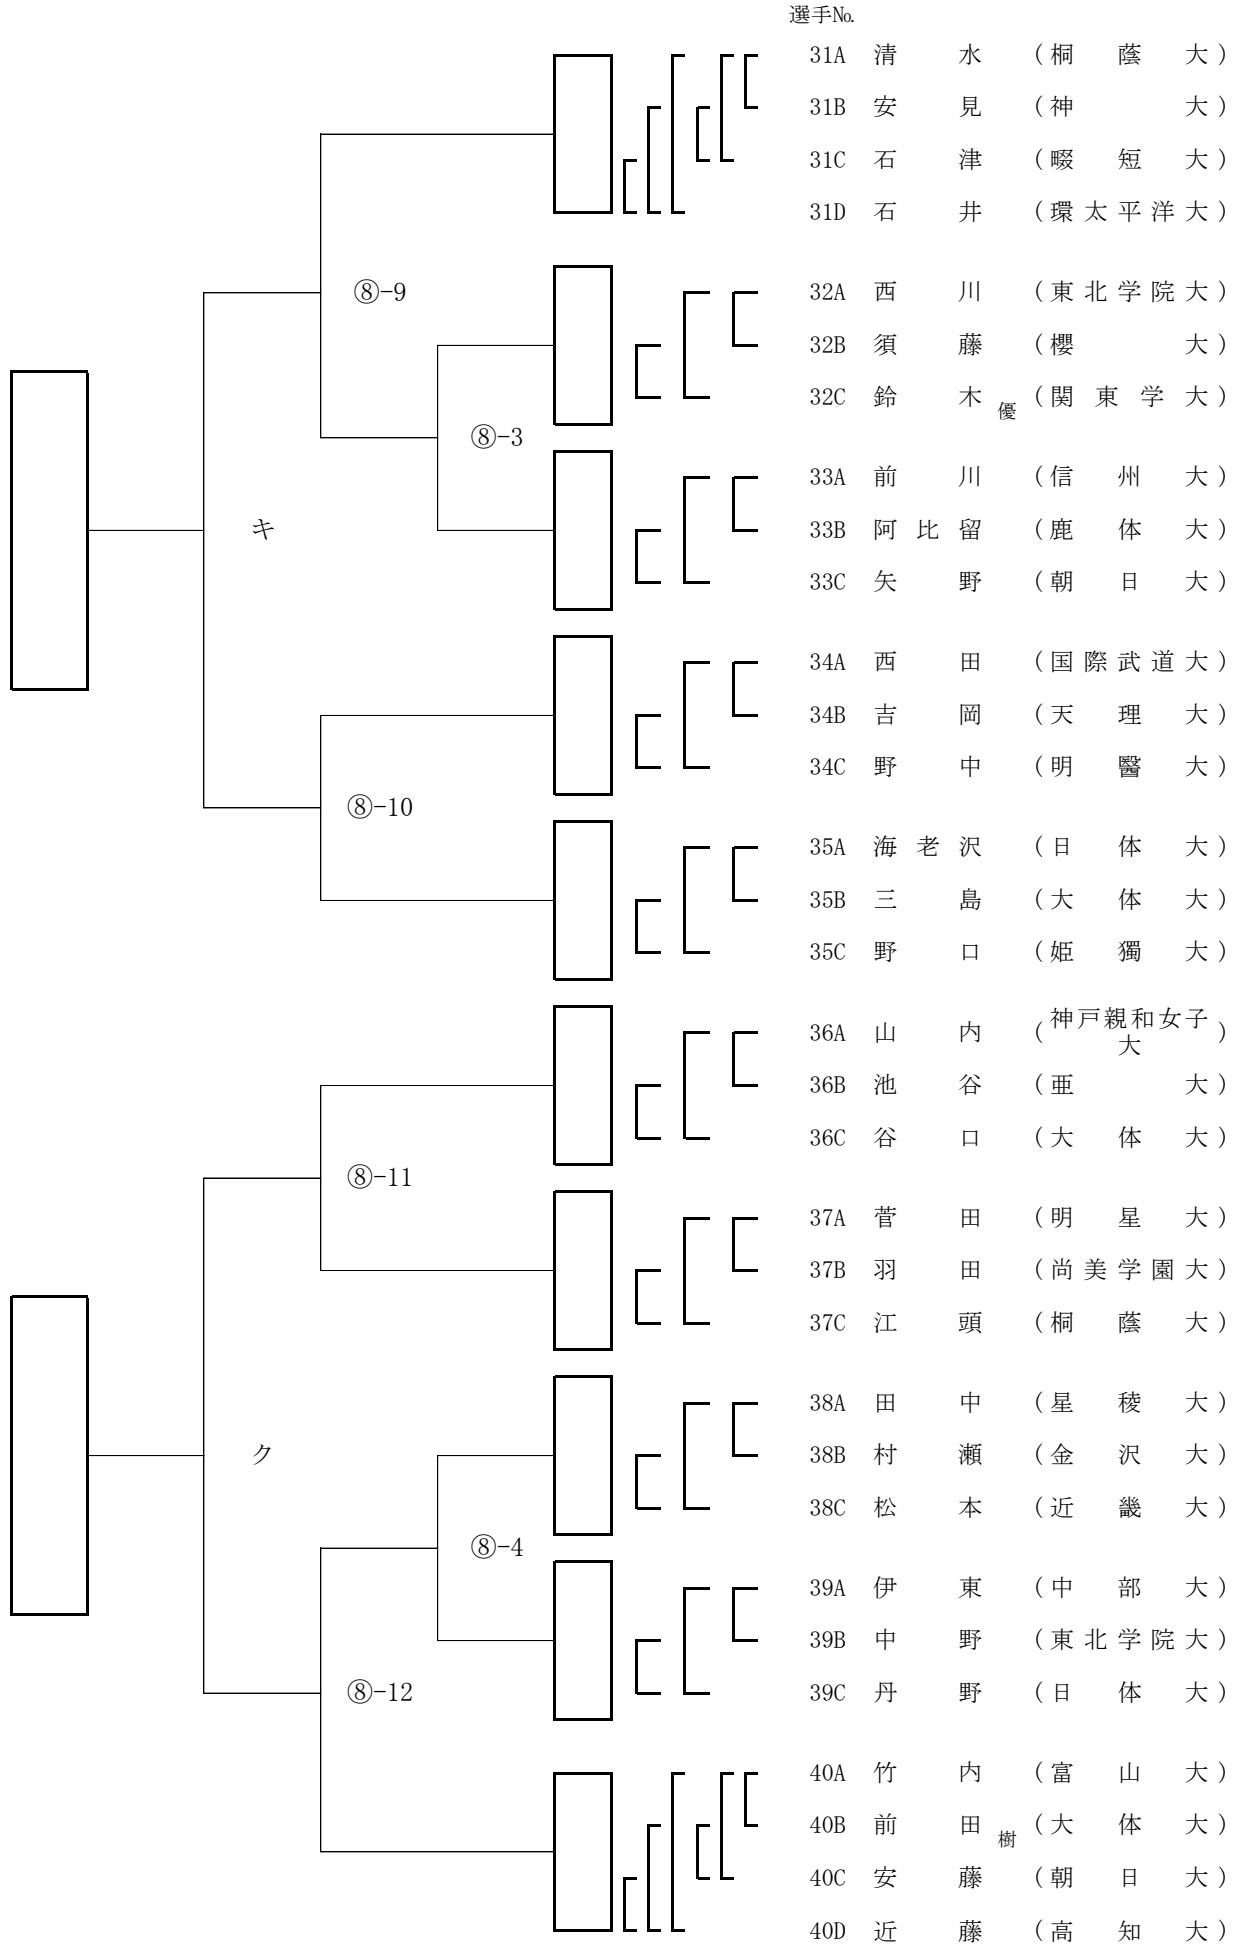 選手№
31A 清水 (桐蔭大)
31B 安見 (神大)
31C 石津 (畷短大)
31D 石井 (環太平洋大)
⑧-9
32A 西川 (東北学院大)
32B 須藤 (櫻大)
32C 鈴木優 (関東学大)
⑧-3
33A 前川 (信州大)
キ
33B 阿比留 (鹿体大)
33C 矢野 (朝日大)
34A 西田 (国際武道大)
34B 吉岡 (天理大)
34C 野中 (明醫大)
⑧-10
35A 海老沢 (日体大)
35B 三島 (大体大)
35C 野口 (姫獨大)
36A 山内 (神戸親和女子大)
36B 池谷 (亜大)
36C 谷口 (大体大)
⑧-11
37A 菅田 (明星大)
37B 羽田 (尚美学園大)
37C 江頭 (桐蔭大)
38A 田中 (星稜大)
ク
38B 村瀬 (金沢大)
38C 松本 (近畿大)
⑧-4
39A 伊東 (中部大)
39B 中野 (東北学院大)
⑧-12
39C 丹野 (日体大)
40A 竹内 (富山大)
40B 前田樹 (大体大)
40C 安藤 (朝日大)
40D 近藤 (高知大)